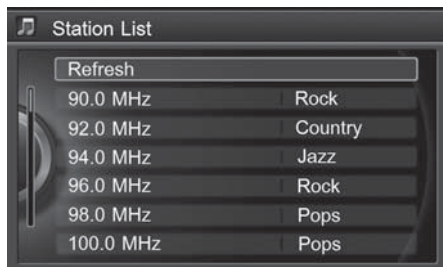 Station List
Refresh
90.0 MHz Rock
92.0 MHz Country
94.0 MHz Jazz
96.0 MHz Rock
98.0 MHz Pops
100.0 MHz Pops